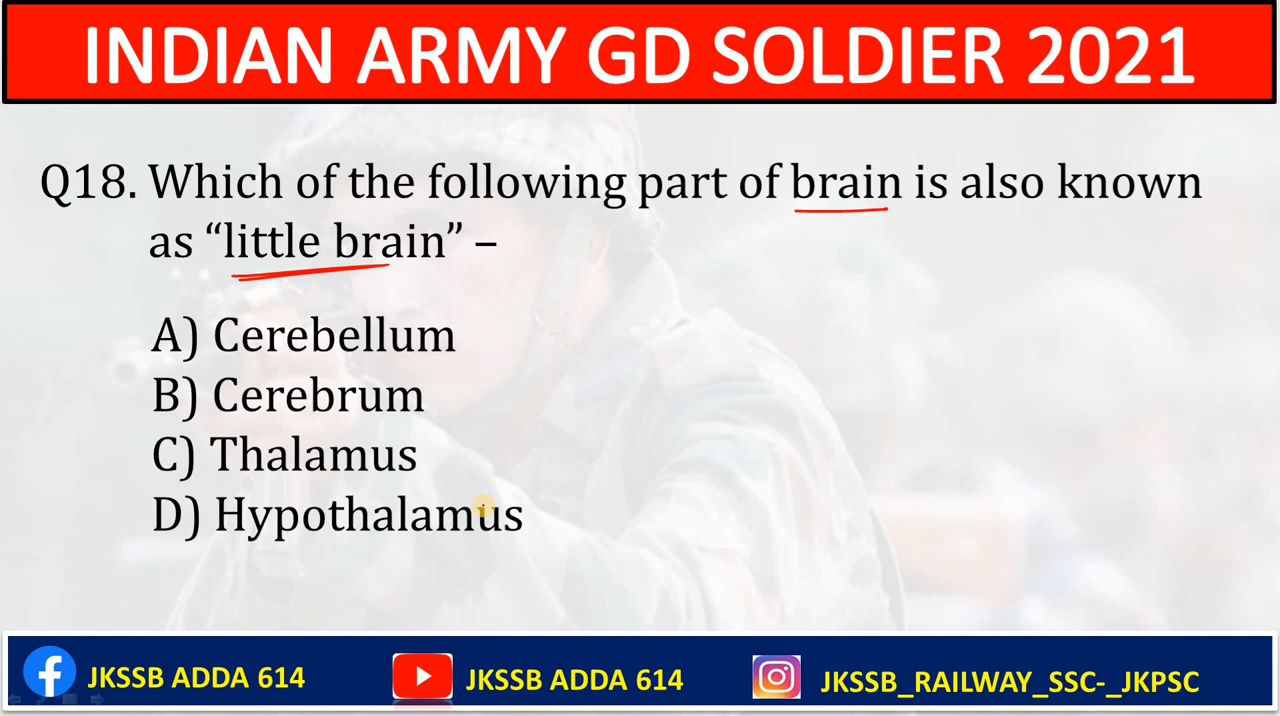 INDIAN ARMY GD SOLDIER 2021
Q18. Which of the following part of brain is also known
as “little brain” –
A) Cerebellum
B) Cerebrum
C) Thalamus
D) Hypothalamus
JKSSB ADDA 614
JKSSB ADDA 614
JKSSB_RAILWAY_SSC-_JKPSC